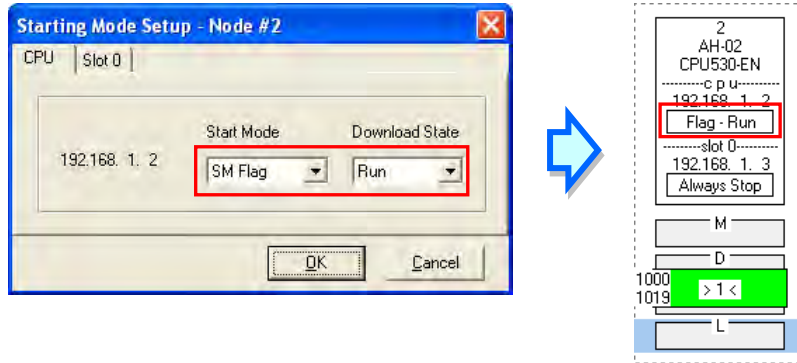 Starting Mode Setup - Node #2
CPU
Slot 0
Start Mode
Download State
192.168. 1. 2
SM Flag
Run
OK
Cancel
2
AH-02
CPU530-EN
---------c p u---------
192.168. 1. 2
Flag - Run
--------slot 0---------
192.168. 1. 3
Always Stop
M
D
1000
1019
> 1 <
L